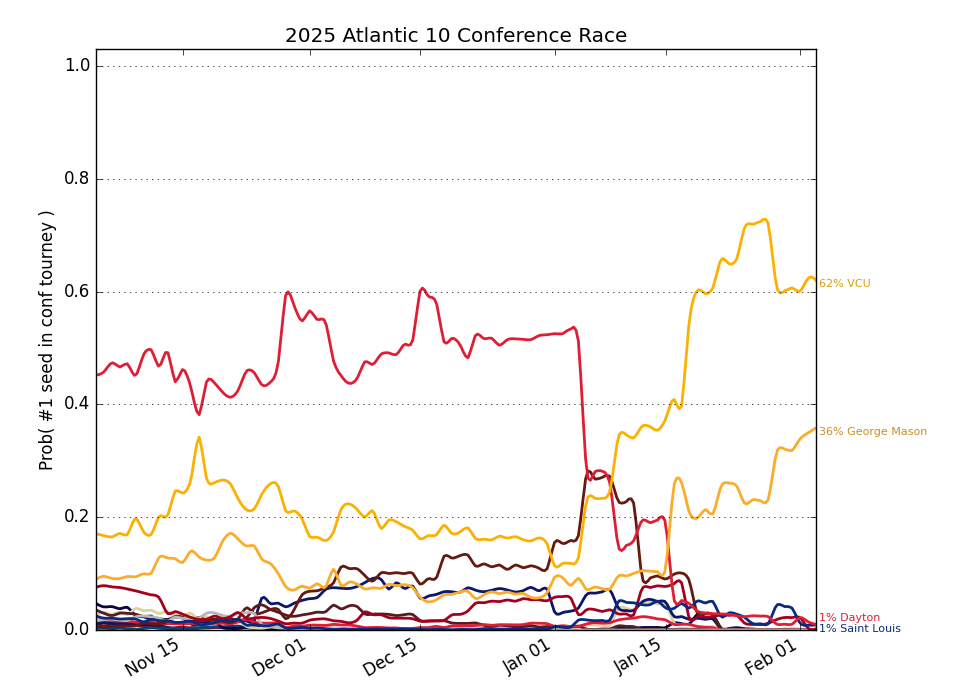 2025 Atlantic 10 Conference Race
Prob( #1 seed in conf tourney )
1.0
0.8
0.6
0.4
0.2
0.0
62% VCU
36% George Mason
1% Dayton
1% Saint Louis
Nov 15
Dec 01
Dec 15
Jan 01
Jan 15
Feb 01